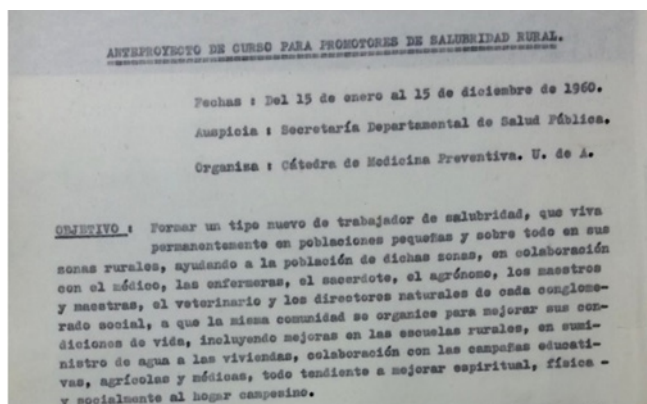 ANTEPROYECTO DE CURSO PARA PROMOTORES DE SALUBRIDAD RURAL.
Fechas : Del 15 de enero al 15 de diciembre de 1960.
Auspicia : Secretaría Departamental de Salud Pública.
Organisa : Cátedra de Medicina Preventiva. U. de A.
OBJETIVO : Formar un tipo nuevo de trabajador de salubridad, que viva
permanentemente en poblaciones pequeñas y sobre todo en sus
zonas rurales, ayudando a la población de dichas zonas, en colaboración
con el médico, las enfermeras, el sacerdote, el agrónomo, los maestros
y maestras, el veterinario y los directores naturales de cada conglome-
rado social, a que la misma comunidad se organice para mejorar sus con-
diciones de vida, incluyendo mejoras en las escuelas rurales, en sumi-
nistro de agua a las viviendas, colaboración con las campañas educati-
vas, agrícolas y médicas, todo tendiente a mejorar espiritual, física -
y socialmente al hogar campesino.